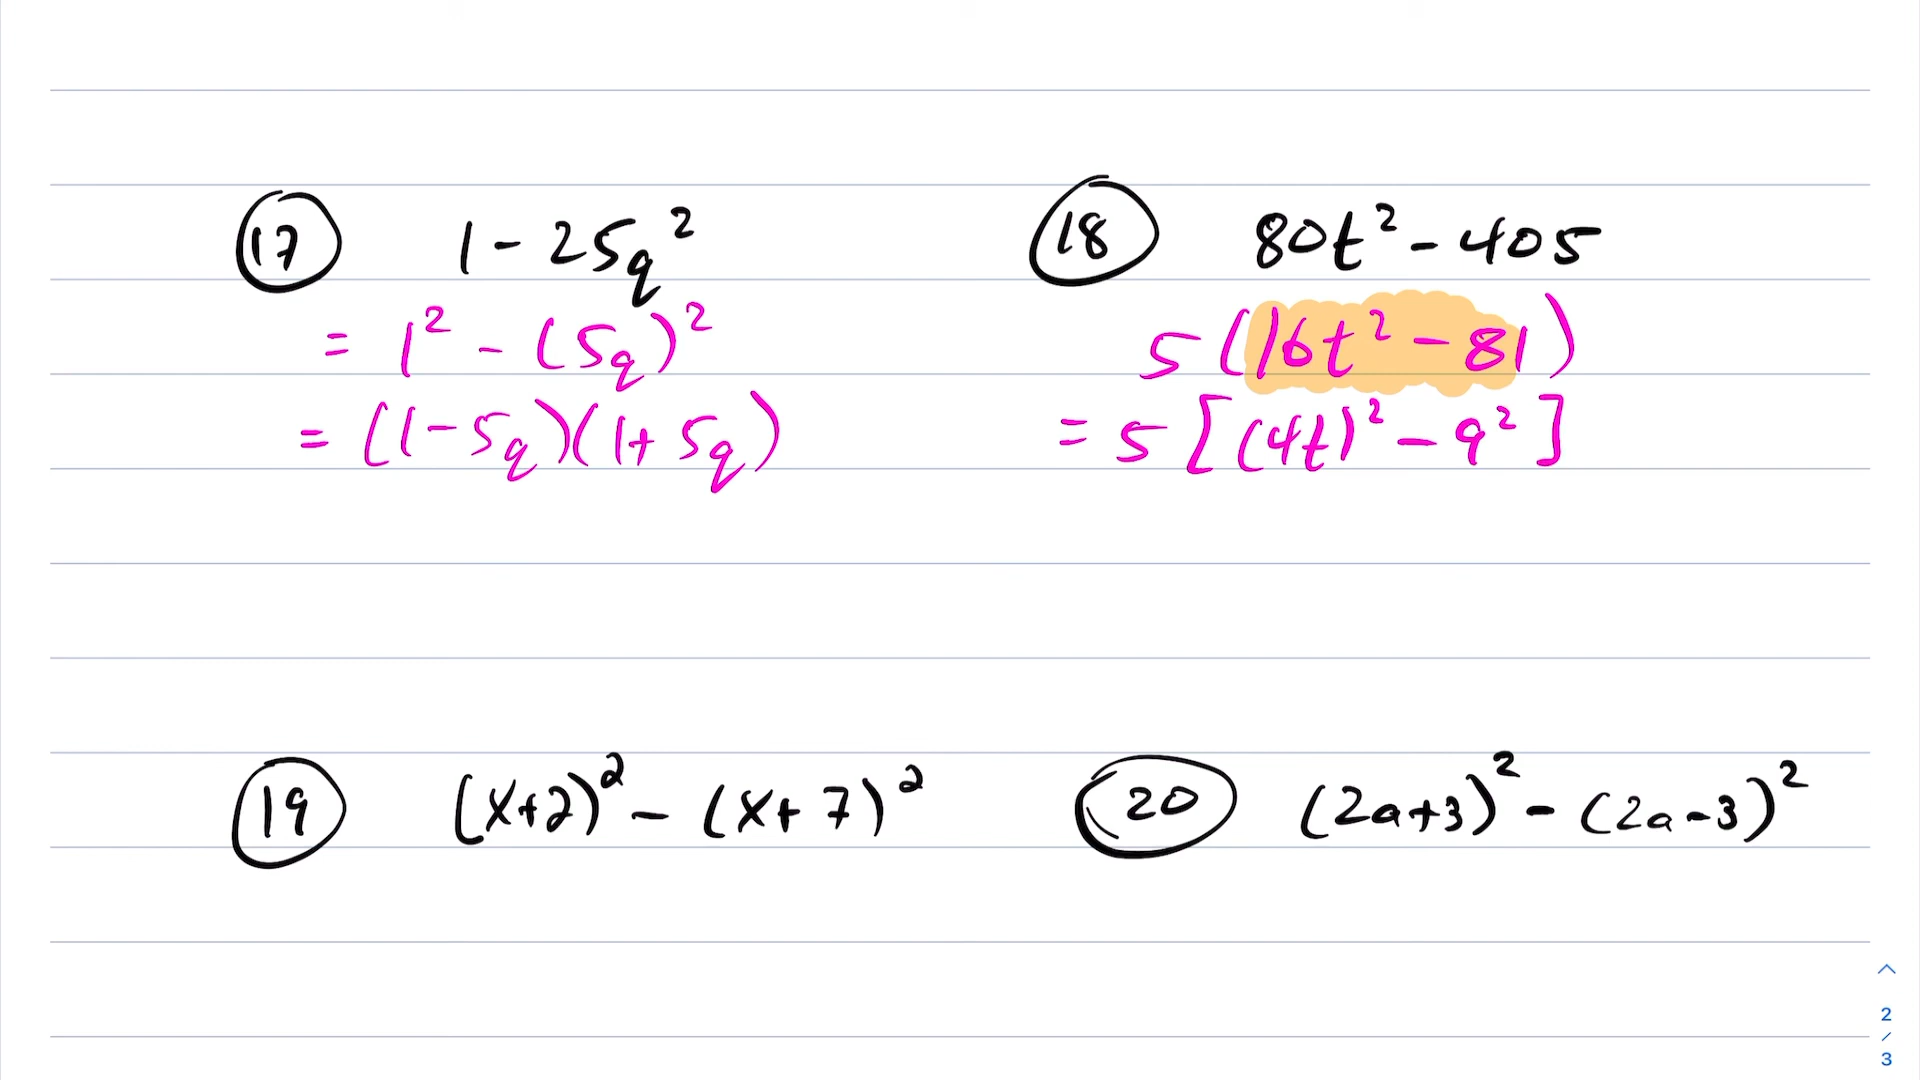 17 1 - 25q²
= 1² - (5q)²
= (1-5q)(1+5q)
18 80t² - 405
5(16t² - 81)
= 5[(4t)² - 9²]
19 (x+2)² - (x+7)²
20 (2a+3)² - (2a-3)²
2
/
3